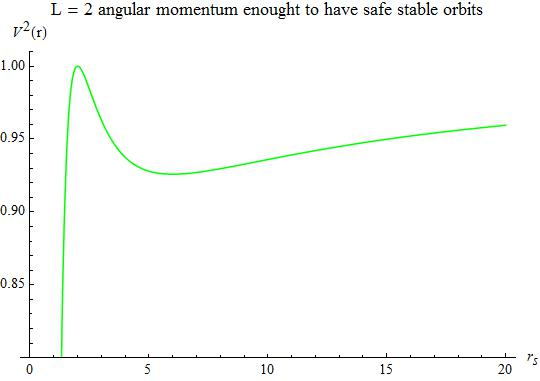 L = 2 angular momentum enought to have safe stable orbits
V²(r)
1.00
0.95
0.90
0.85
0 5 10 15 20 r_S